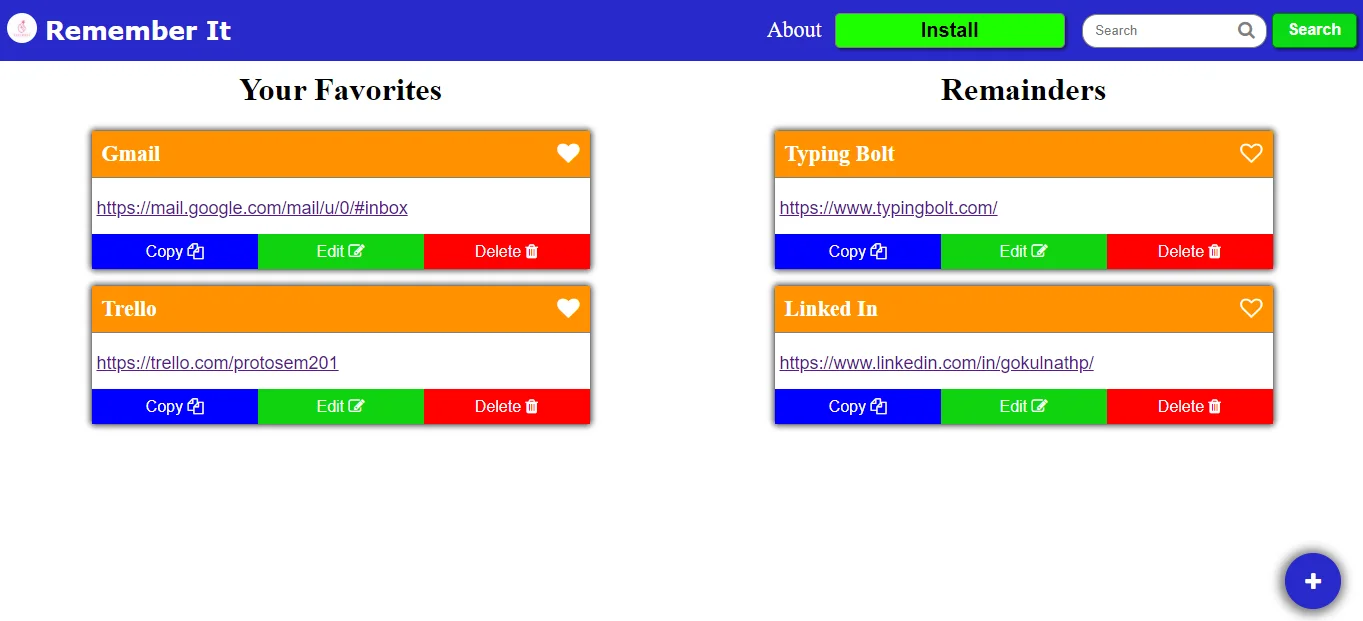 Remember It
About
Install
Search
Search
Your Favorites
Gmail
https://mail.google.com/mail/u/0/#inbox
Copy
Edit
Delete
Trello
https://trello.com/protosem201
Copy
Edit
Delete
Remainders
Typing Bolt
https://www.typingbolt.com/
Copy
Edit
Delete
Linked In
https://www.linkedin.com/in/gokulnathp/
Copy
Edit
Delete